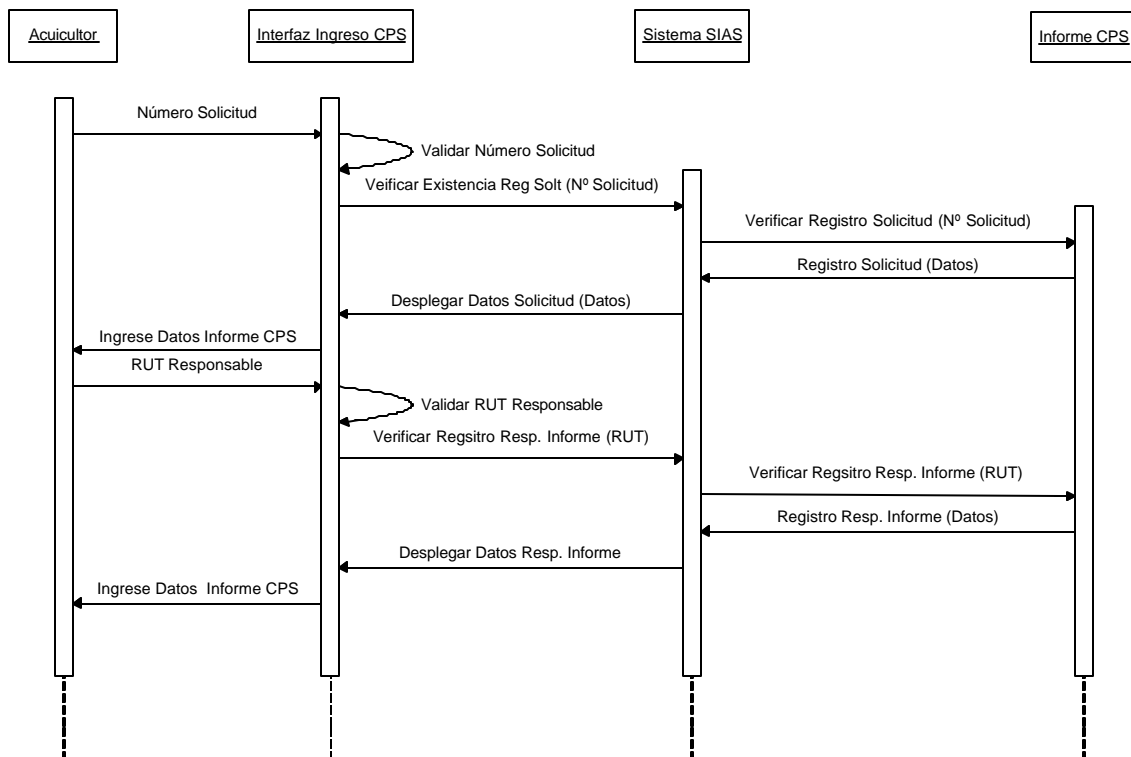 Acuicultor
Interfaz Ingreso CPS
Sistema SIAS
Informe CPS
Número Solicitud
Validar Número Solicitud
Veificar Existencia Reg Solt (Nº Solicitud)
Verificar Registro Solicitud (Nº Solicitud)
Registro Solicitud (Datos)
Desplegar Datos Solicitud (Datos)
Ingrese Datos Informe CPS
RUT Responsable
Validar RUT Responsable
Verificar Regsitro Resp. Informe (RUT)
Verificar Regsitro Resp. Informe (RUT)
Registro Resp. Informe (Datos)
Desplegar Datos Resp. Informe
Ingrese Datos  Informe CPS